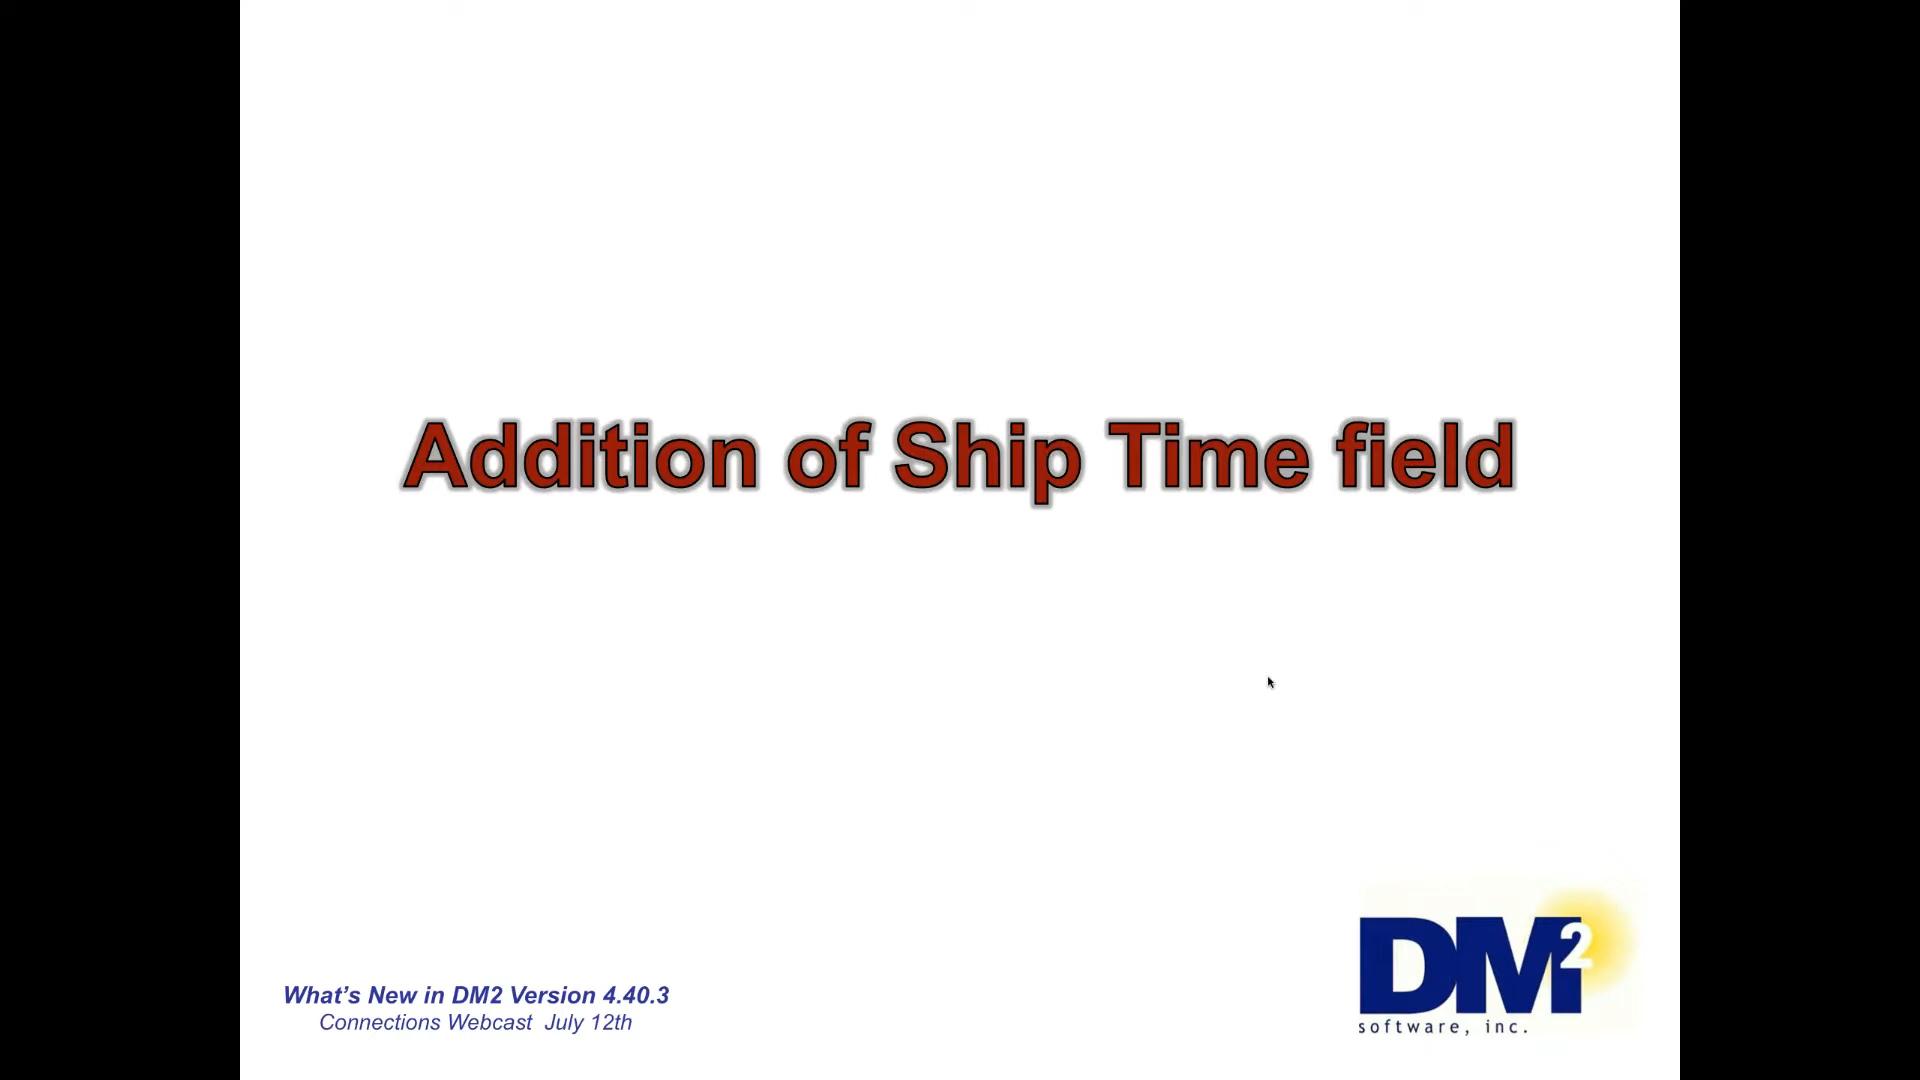 Addition of Ship Time field
What's New in DM2 Version 4.40.3
Connections Webcast July 12th
DM2
software, inc.